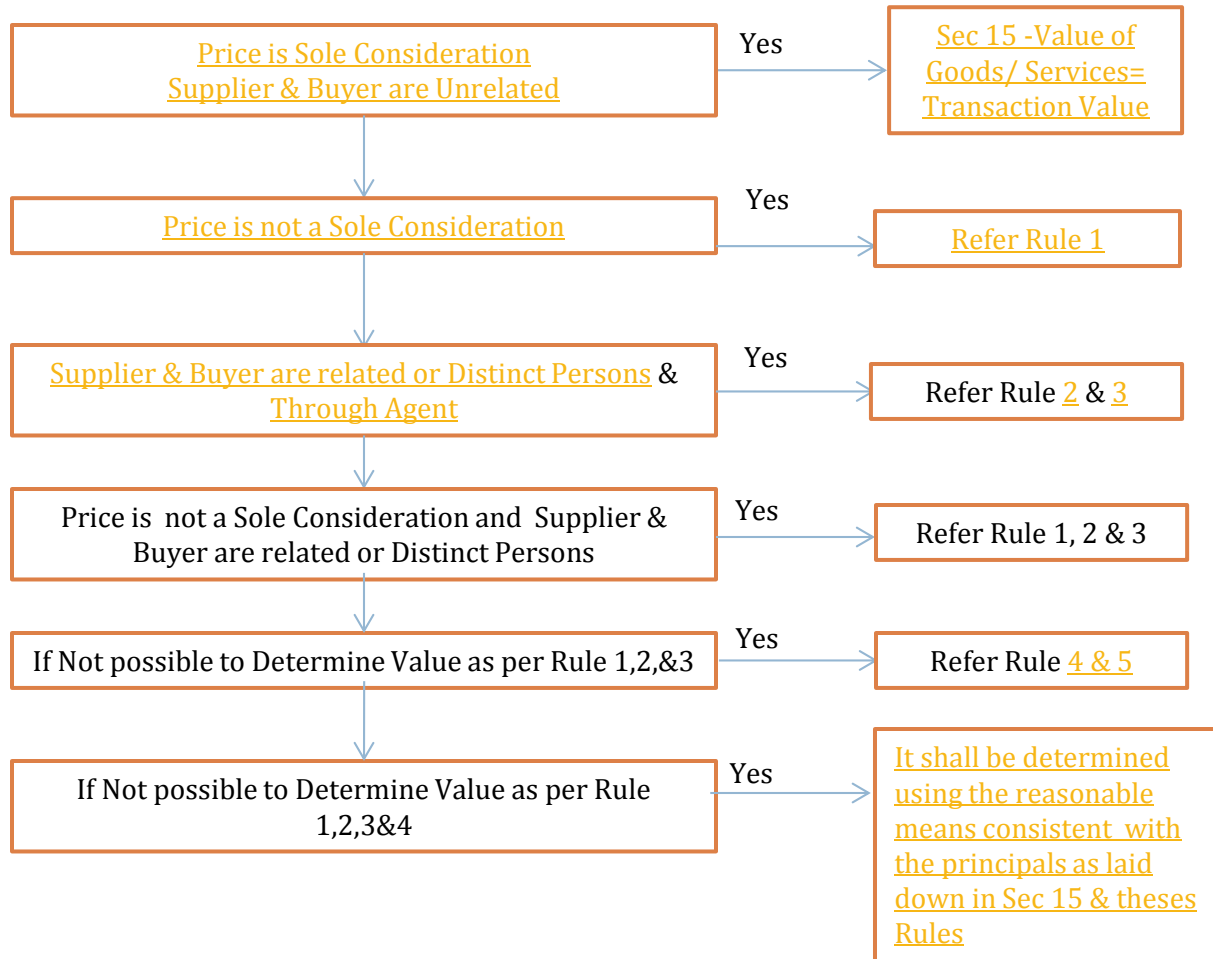 Price is Sole Consideration
Supplier & Buyer are Unrelated
Yes
Sec 15 -Value of
Goods/ Services=
Transaction Value
Price is not a Sole Consideration
Yes
Refer Rule 1
Supplier & Buyer are related or Distinct Persons &
Through Agent
Yes
Refer Rule 2 & 3
Price is  not a Sole Consideration and  Supplier &
Buyer are related or Distinct Persons
Yes
Refer Rule 1, 2 & 3
If Not possible to Determine Value as per Rule 1,2,&3
Yes
Refer Rule 4 & 5
If Not possible to Determine Value as per Rule
1,2,3&4
Yes
It shall be determined
using the reasonable
means consistent  with
the principals as laid
down in Sec 15 & theses
Rules